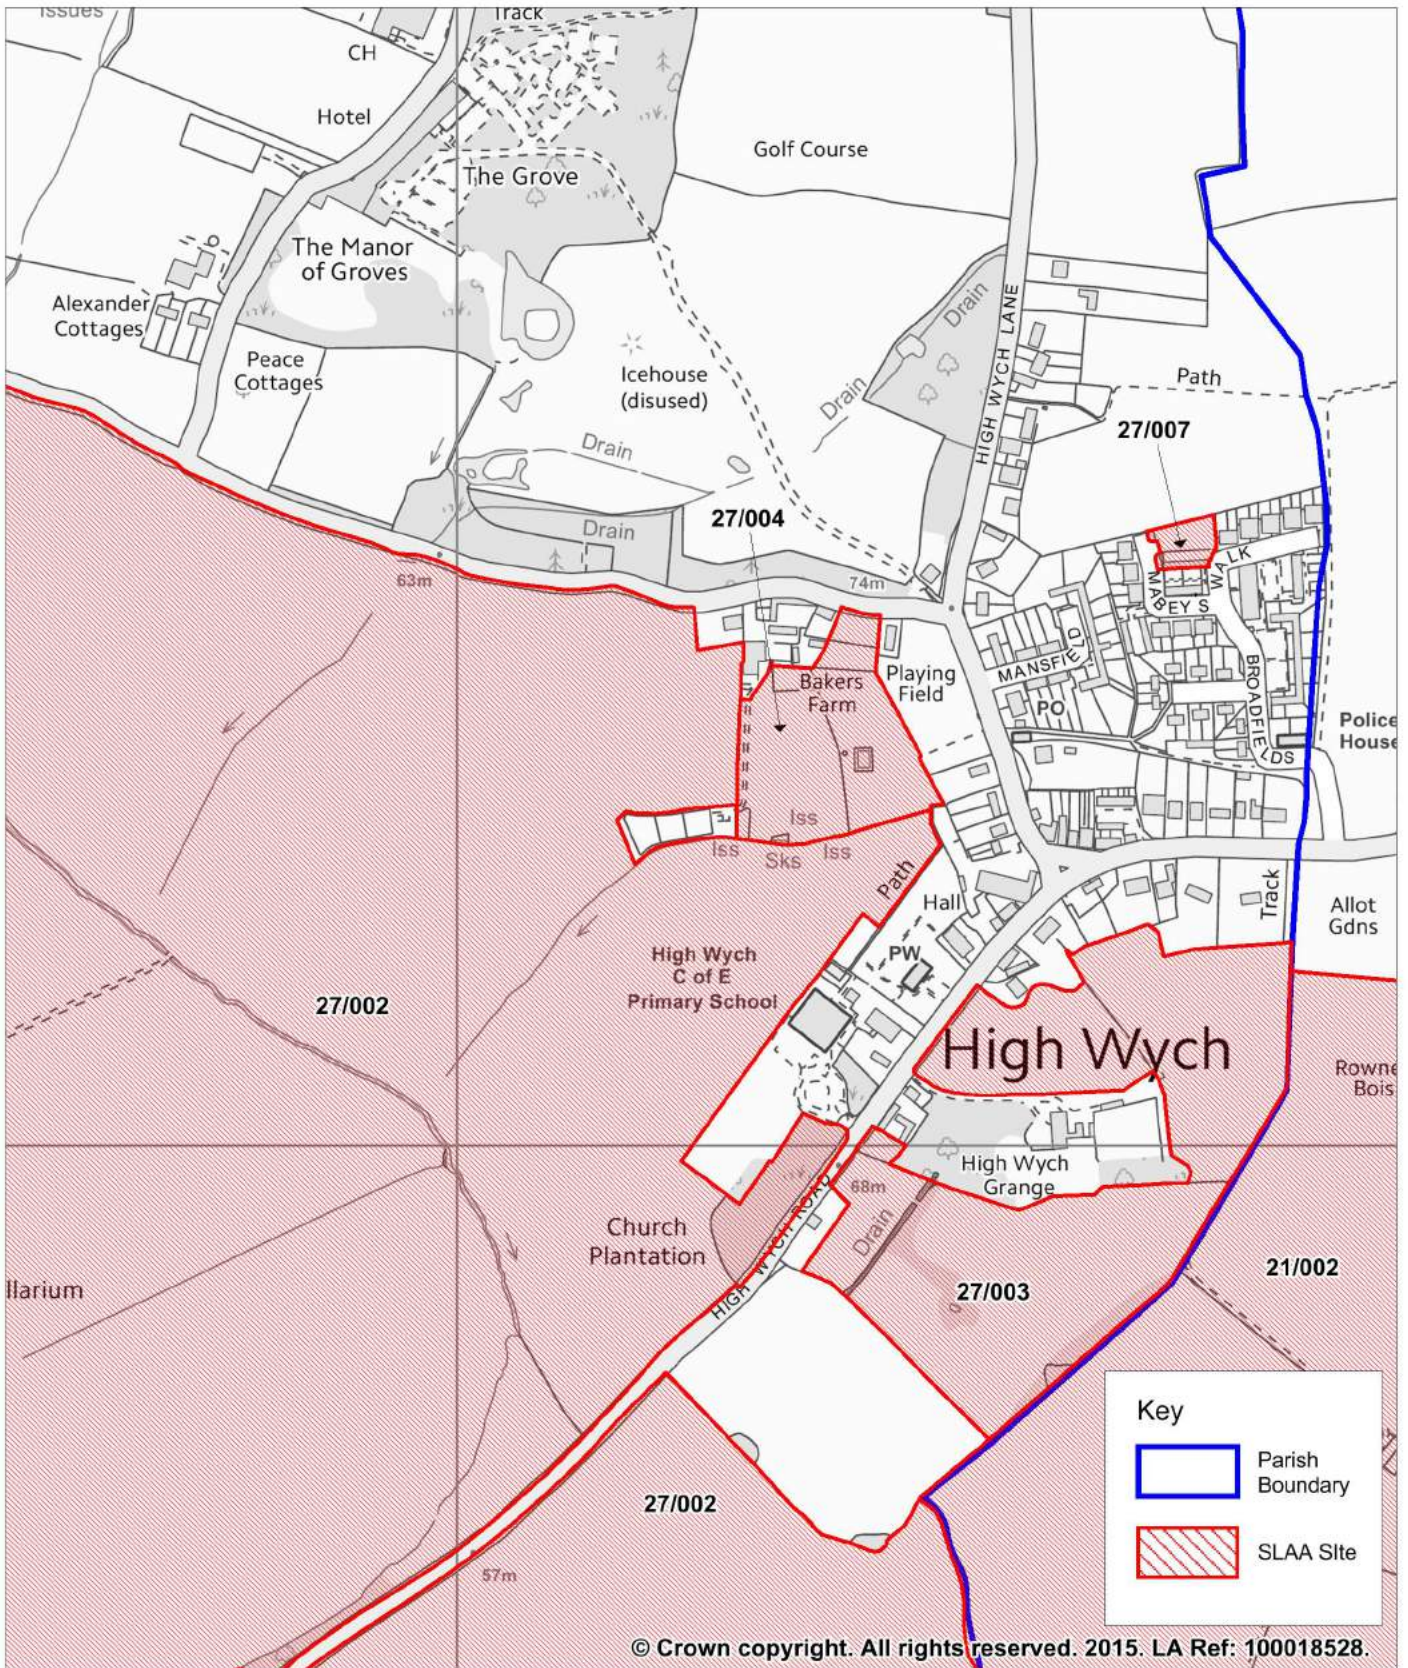 Issues
Track
CH
Hotel
Golf Course
The Grove
The Manor
of Groves
Alexander
Cottages
Peace
Cottages
Icehouse
(disused)
Drain
Drain
HIGH WYCH LANE
Path
27/007
Drain
27/004
Drain
63m
74m
MABEYS WALK
MANSFIELD
Playing
Field
Bakers
Farm
PO
BROADFIELDS
Police
House
Iss
Iss
Sks
Iss
Path
Hall
Track
Allot
Gdns
High Wych
C of E
Primary School
PW
27/002
High Wych
Rowne
Bois
High Wych
Grange
68m
Church
Plantation
Drain
HIGH WYCH ROAD
27/003
21/002
llarium
27/002
57m
Key
Parish
Boundary
SLAA SIte
© Crown copyright. All rights reserved. 2015. LA Ref: 100018528.